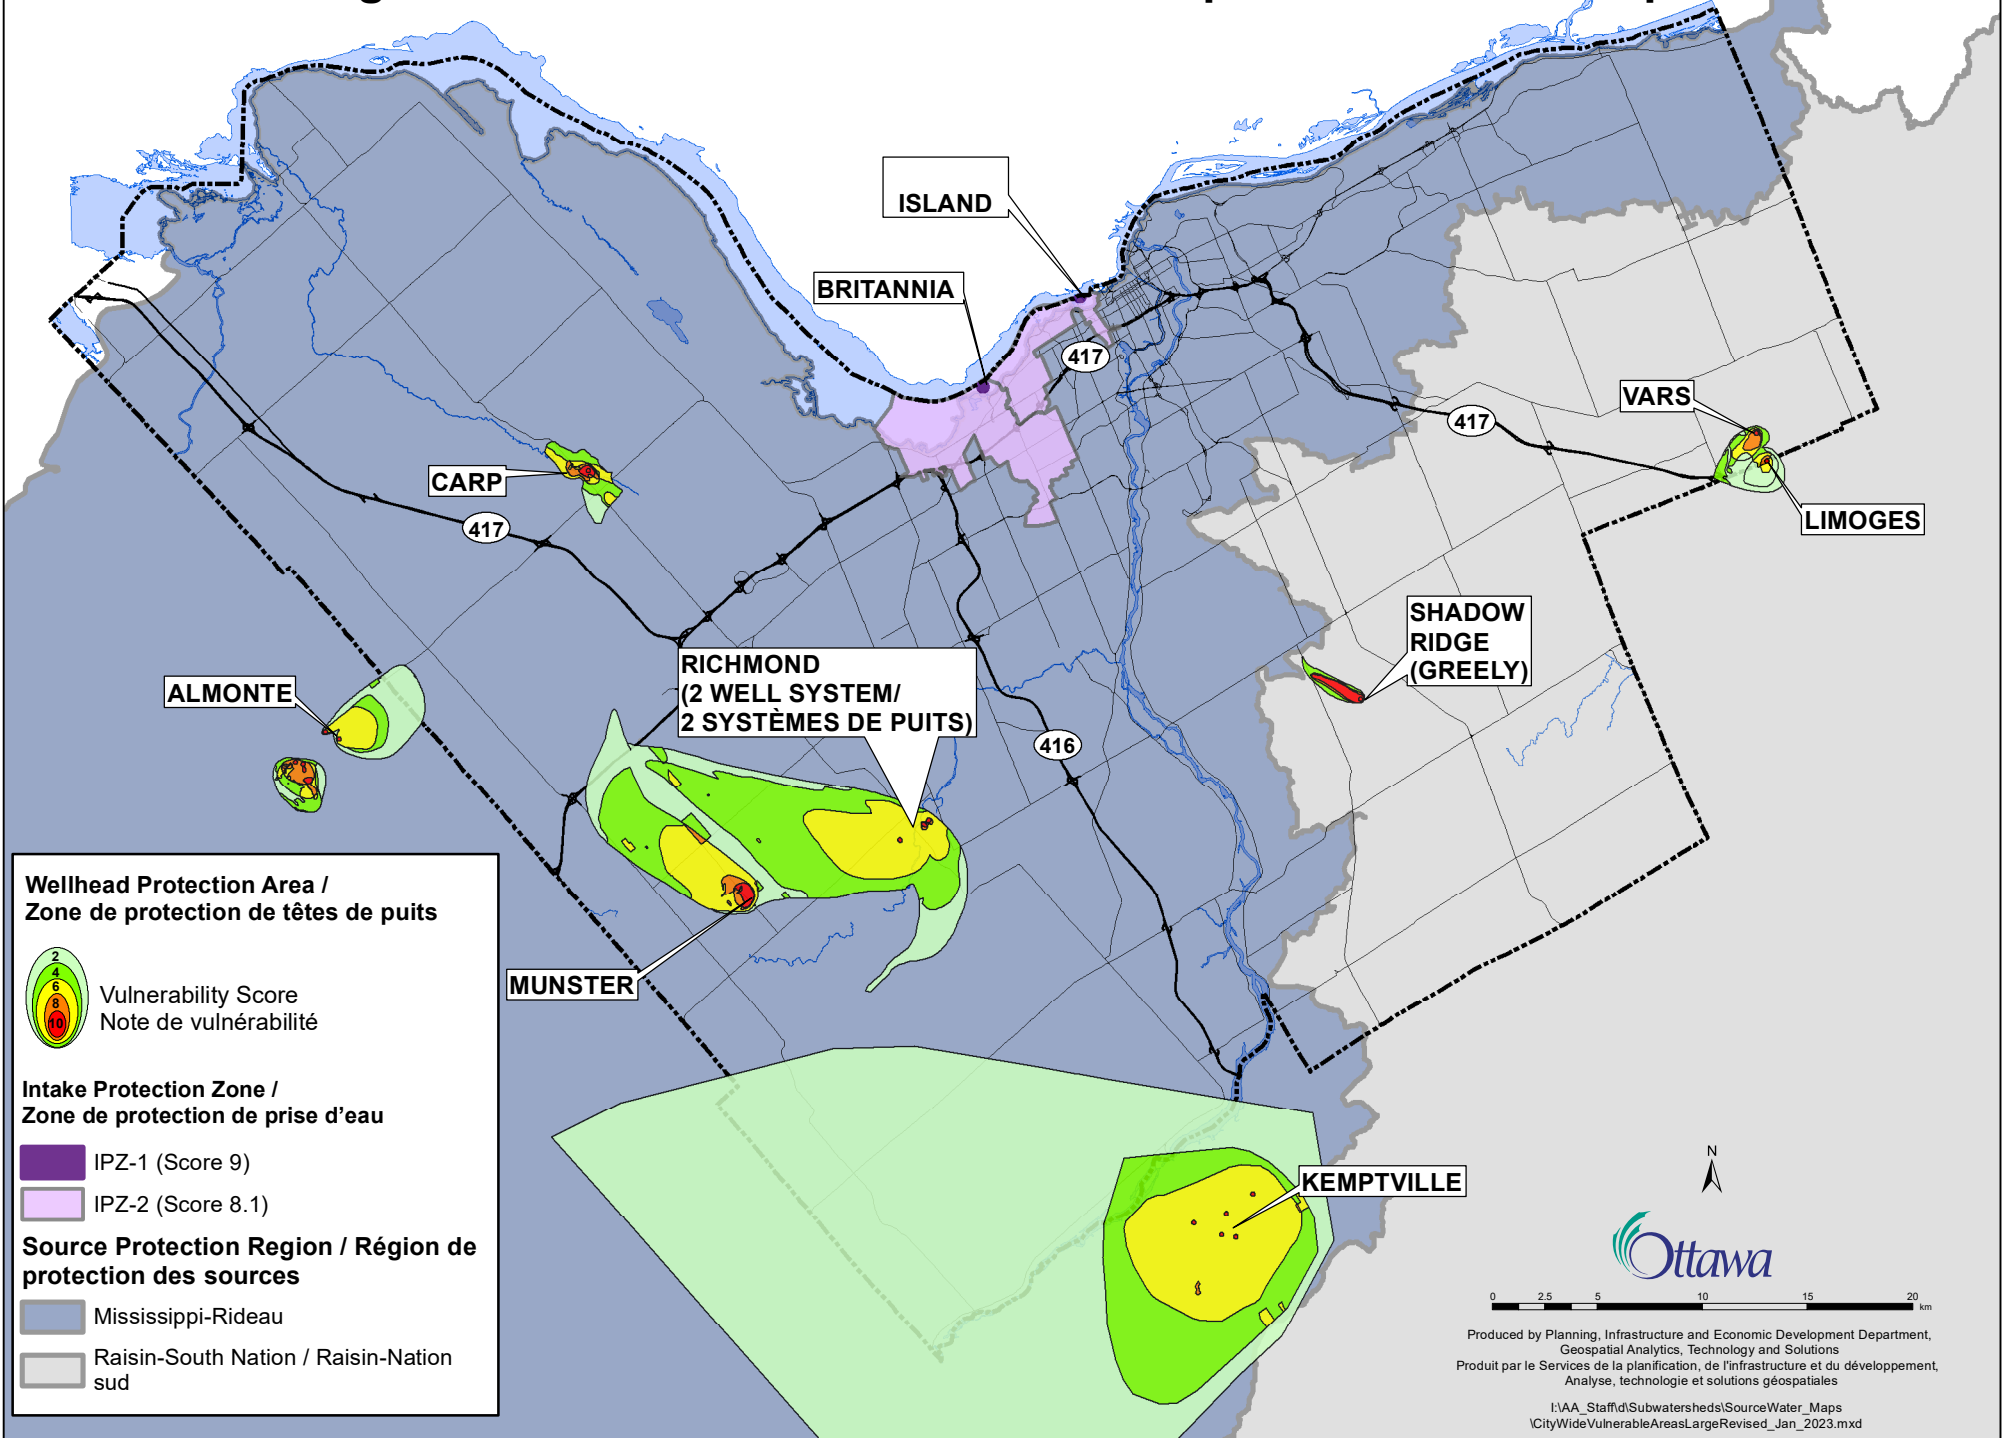 ISLAND
BRITANNIA
417
VARS
417
CARP
417
LIMOGES
SHADOW
RIDGE
(GREELY)
RICHMOND
(2 WELL SYSTEM/
2 SYSTÈMES DE PUITS)
ALMONTE
416
MUNSTER
KEMPTVILLE
Wellhead Protection Area /
Zone de protection de têtes de puits
2
4
6
8
10
Vulnerability Score
Note de vulnérabilité
Intake Protection Zone /
Zone de protection de prise d'eau
IPZ-1 (Score 9)
IPZ-2 (Score 8.1)
Source Protection Region / Région de
protection des sources
Mississippi-Rideau
Raisin-South Nation / Raisin-Nation
sud
N
Ottawa
0 2.5 5 10 15 20
km
Produced by Planning, Infrastructure and Economic Development Department,
Geospatial Analytics, Technology and Solutions
Produit par le Services de la planification, de l'infrastructure et du développement,
Analyse, technologie et solutions géospatiales
I:\AA_Staff\d\Subwatersheds\SourceWater_Maps
\CityWideVulnerableAreasLargeRevised_Jan_2023.mxd